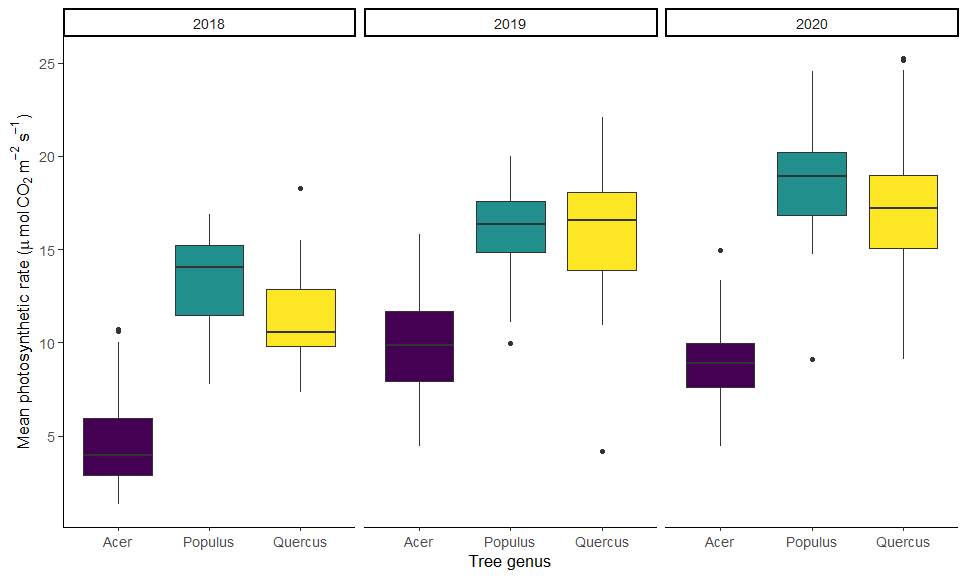 2018 2019 2020
Mean photosynthetic rate (μmol CO₂ m⁻² s⁻¹)
25
20
15
10
5
Acer Populus Quercus Acer Populus Quercus Acer Populus Quercus
Tree genus